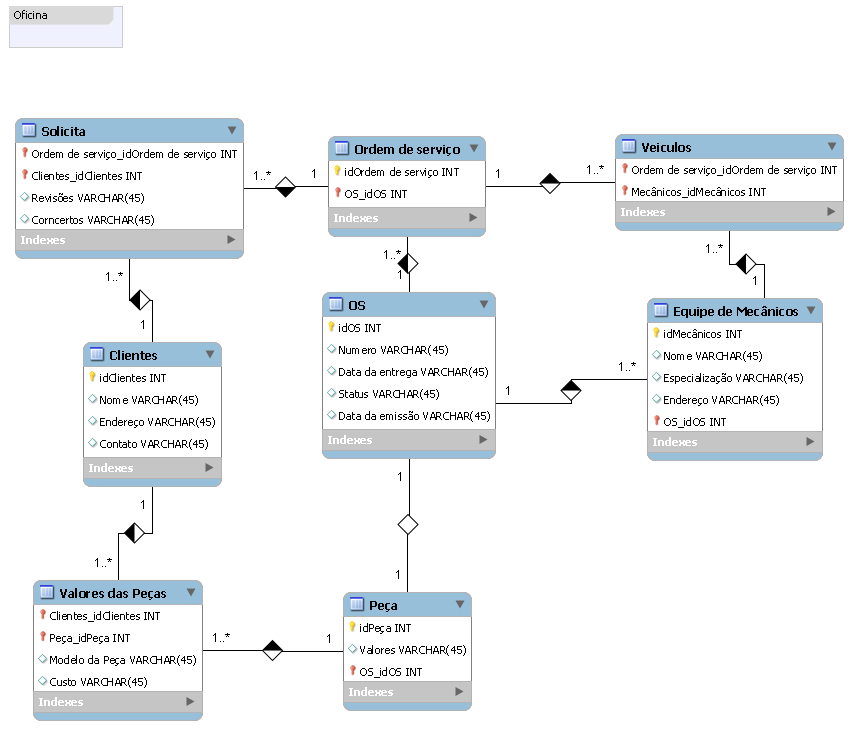 Oficina
Solicita
Ordem de serviço_idOrdem de serviço INT
Clientes_idClientes INT
Revisões VARCHAR(45)
Corncertos VARCHAR(45)
Indexes
1..*
1
Ordem de serviço
idOrdem de serviço INT
OS_idOS INT
Indexes
1
1..*
Veiculos
Ordem de serviço_idOrdem de serviço INT
Mecânicos_idMecânicos INT
Indexes
1..*
1
1..*
1
1..*
1
Clientes
idClientes INT
Nome VARCHAR(45)
Endereço VARCHAR(45)
Contato VARCHAR(45)
Indexes
OS
idOS INT
Numero VARCHAR(45)
Data da entrega VARCHAR(45)
Status VARCHAR(45)
Data da emissão VARCHAR(45)
Indexes
1
1..*
Equipe de Mecânicos
idMecânicos INT
Nome VARCHAR(45)
Especialização VARCHAR(45)
Endereço VARCHAR(45)
OS_idOS INT
Indexes
1
1..*
1
1
Valores das Peças
Clientes_idClientes INT
Peça_idPeça INT
Modelo da Peça VARCHAR(45)
Custo VARCHAR(45)
Indexes
1..*
1
Peça
idPeça INT
Valores VARCHAR(45)
OS_idOS INT
Indexes